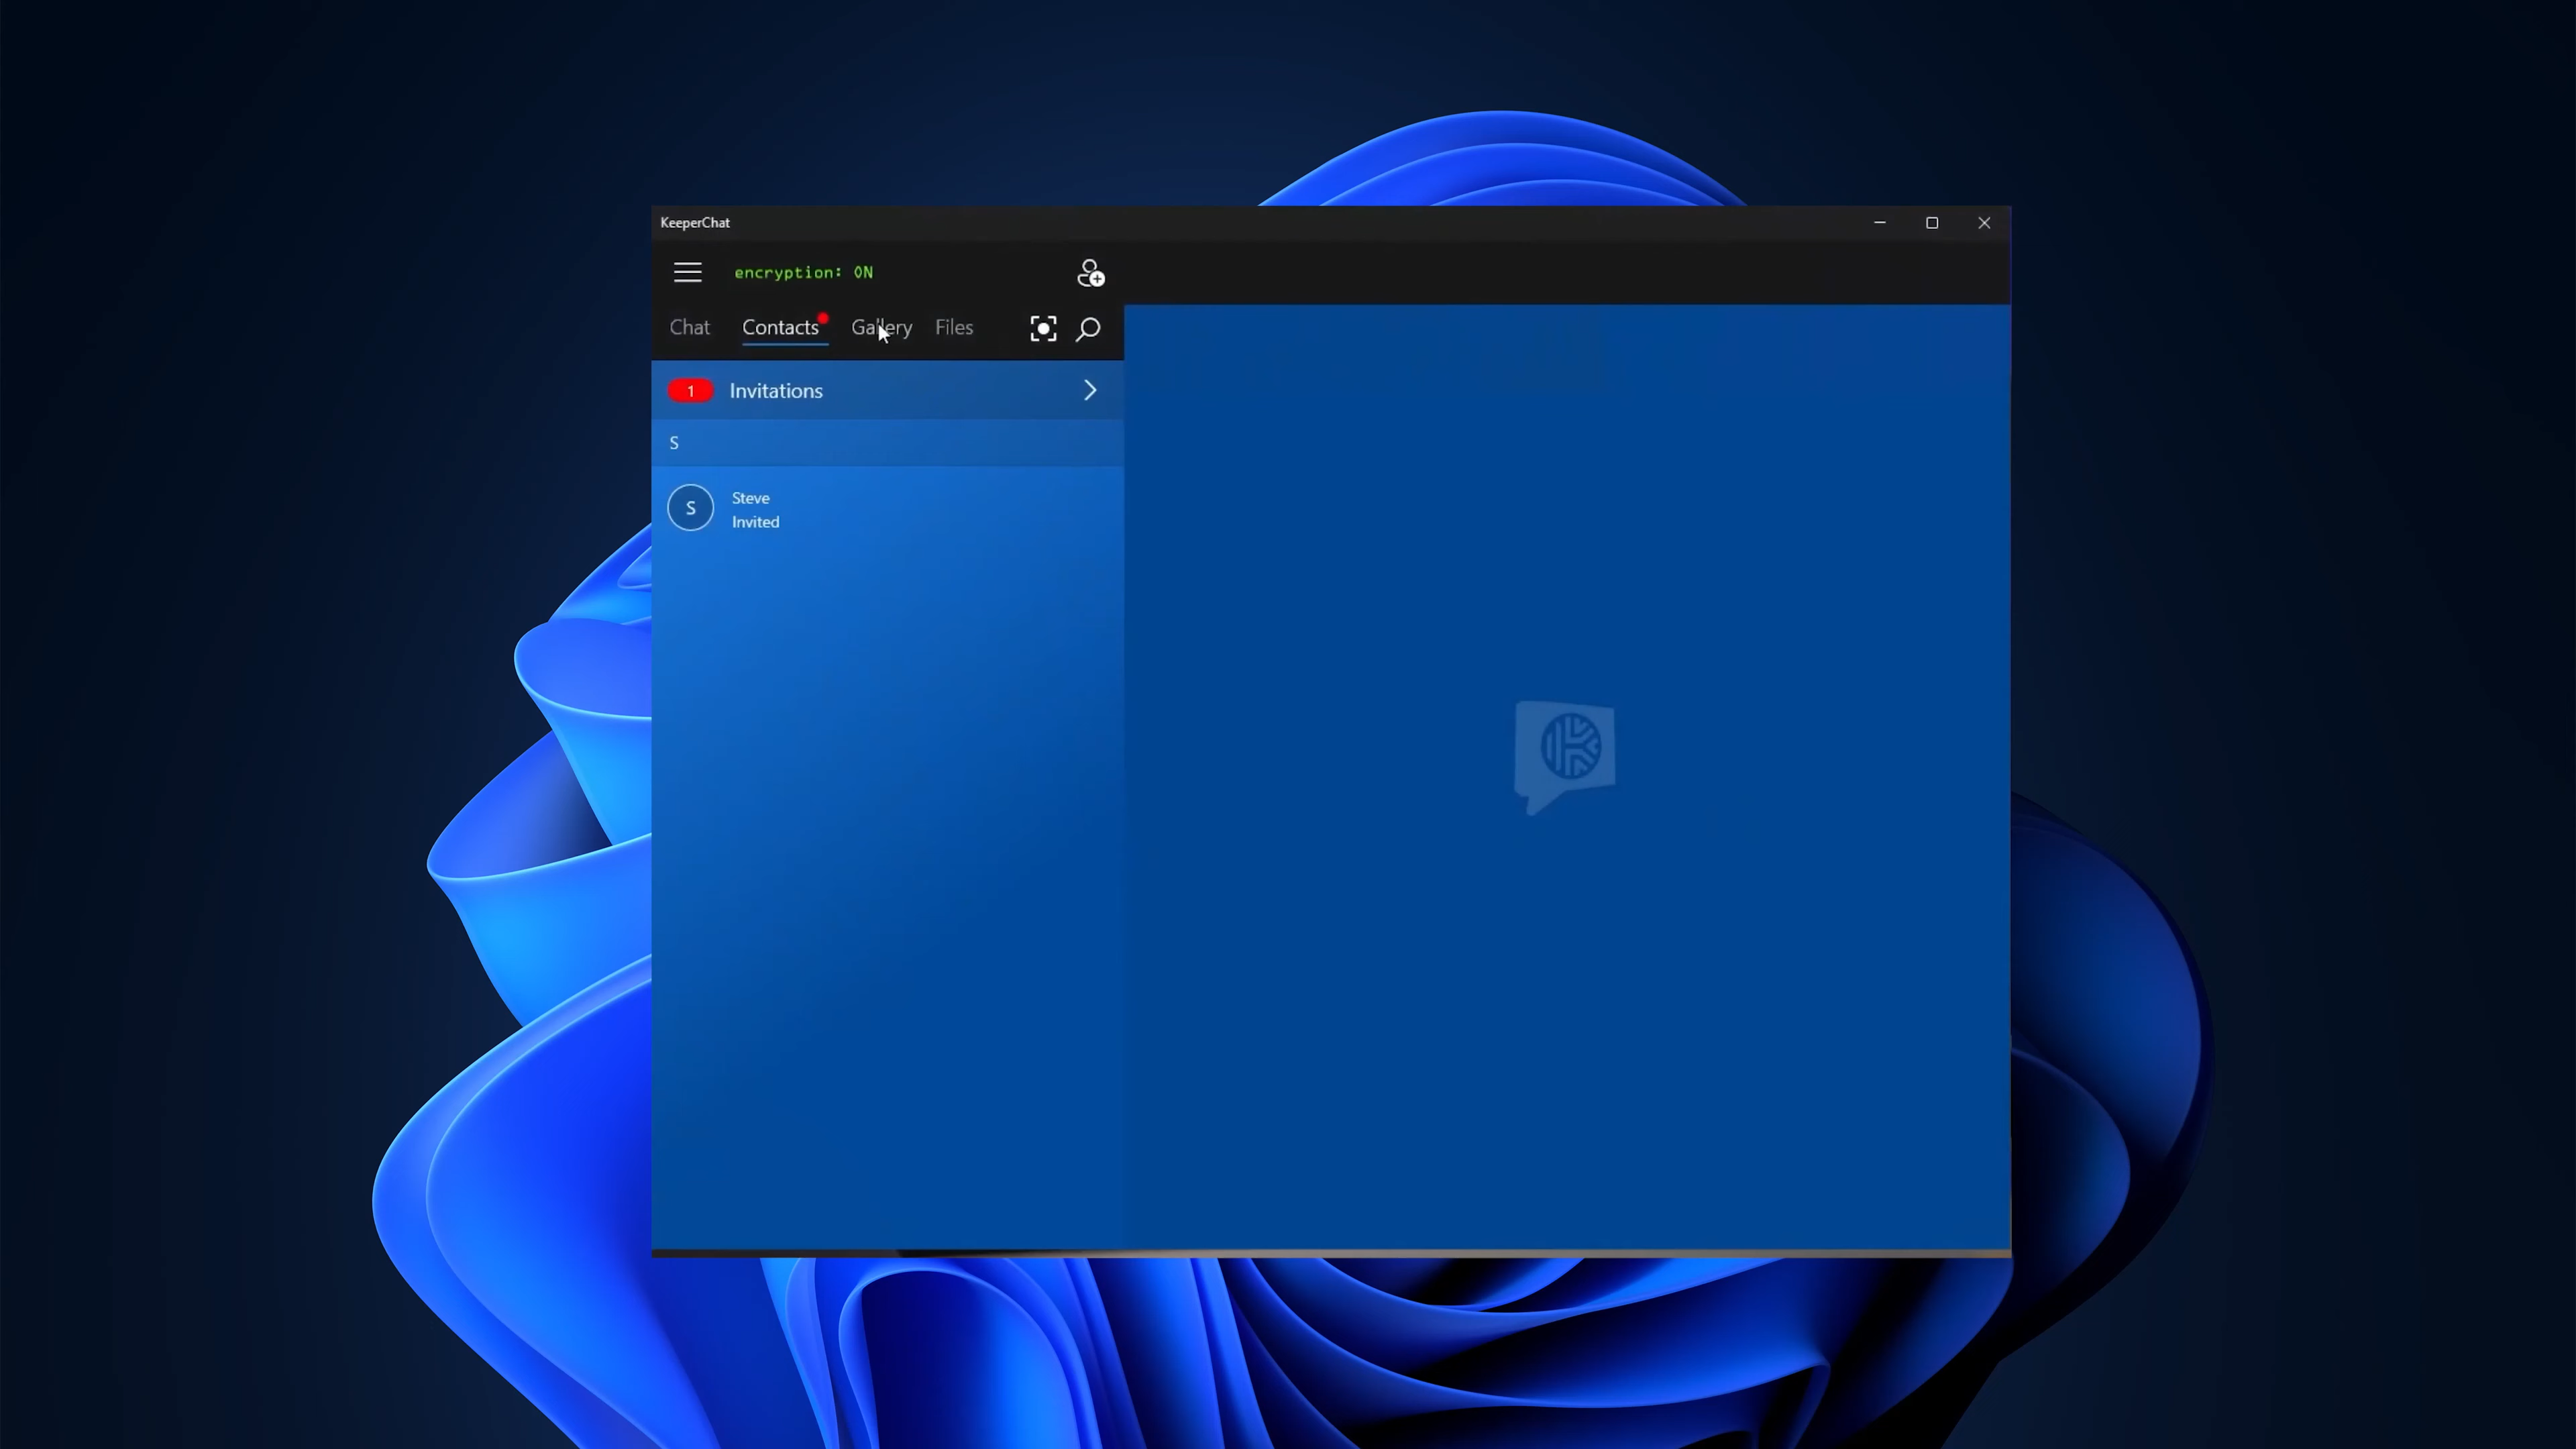 KeeperChat
encryption: ON
Chat Contacts Gallery Files
1 Invitations
S
S Steve
Invited